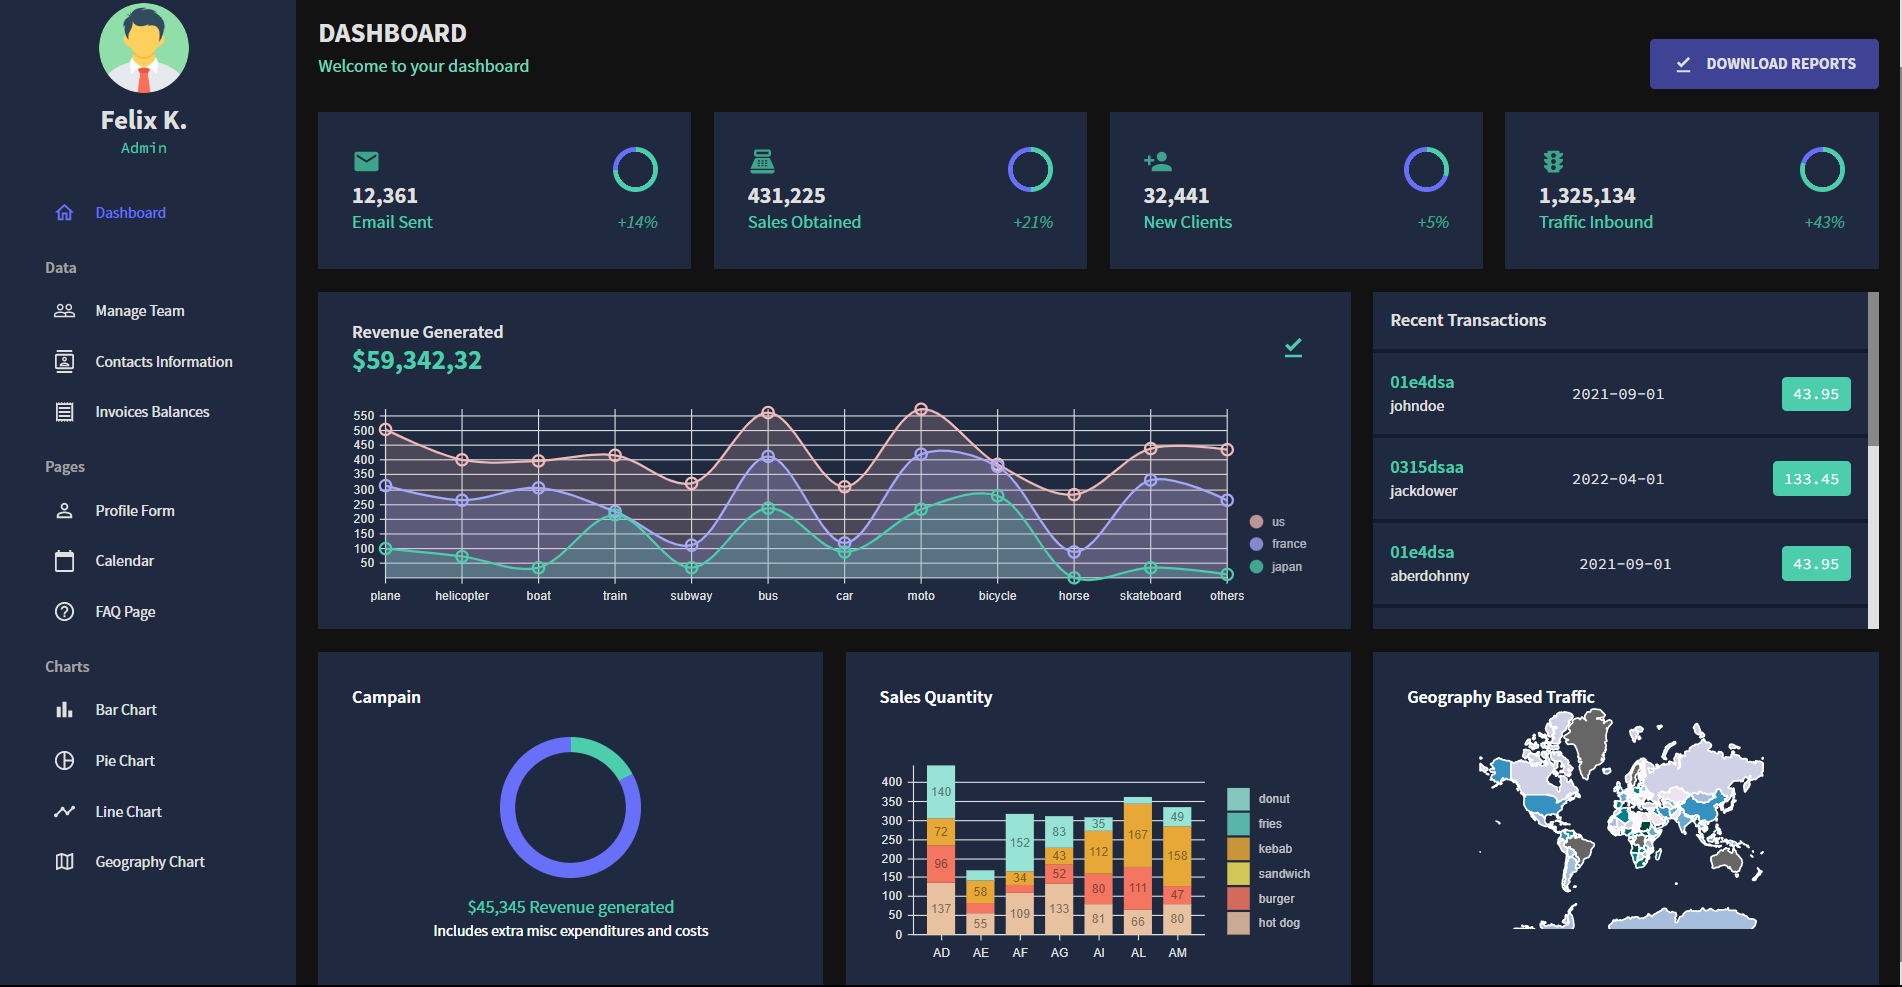 Felix K.
Admin
Dashboard
Data
Manage Team
Contacts Information
Invoices Balances
Pages
Profile Form
Calendar
FAQ Page
Charts
Bar Chart
Pie Chart
Line Chart
Geography Chart
DASHBOARD
Welcome to your dashboard
DOWNLOAD REPORTS
12,361
Email Sent
+14%
431,225
Sales Obtained
+21%
32,441
New Clients
+5%
1,325,134
Traffic Inbound
+43%
Revenue Generated
$59,342,32
550
500
450
400
350
300
250
200
150
100
50
plane helicopter boat train subway bus car moto bicycle horse skateboard others
us
france
japan
Recent Transactions
01e4dsa
johndoe
2021-09-01
43.95
0315dsaa
jackdower
2022-04-01
133.45
01e4dsa
aberdohnny
2021-09-01
43.95
Campain
$45,345 Revenue generated
Includes extra misc expenditures and costs
Sales Quantity
400
350
300
250
200
150
100
50
0
140
72
96
137
58
55
152
34
109
83
43
52
133
35
112
80
81
167
111
66
49
158
47
80
AD AE AF AG AI AL AM
donut
fries
kebab
sandwich
burger
hot dog
Geography Based Traffic